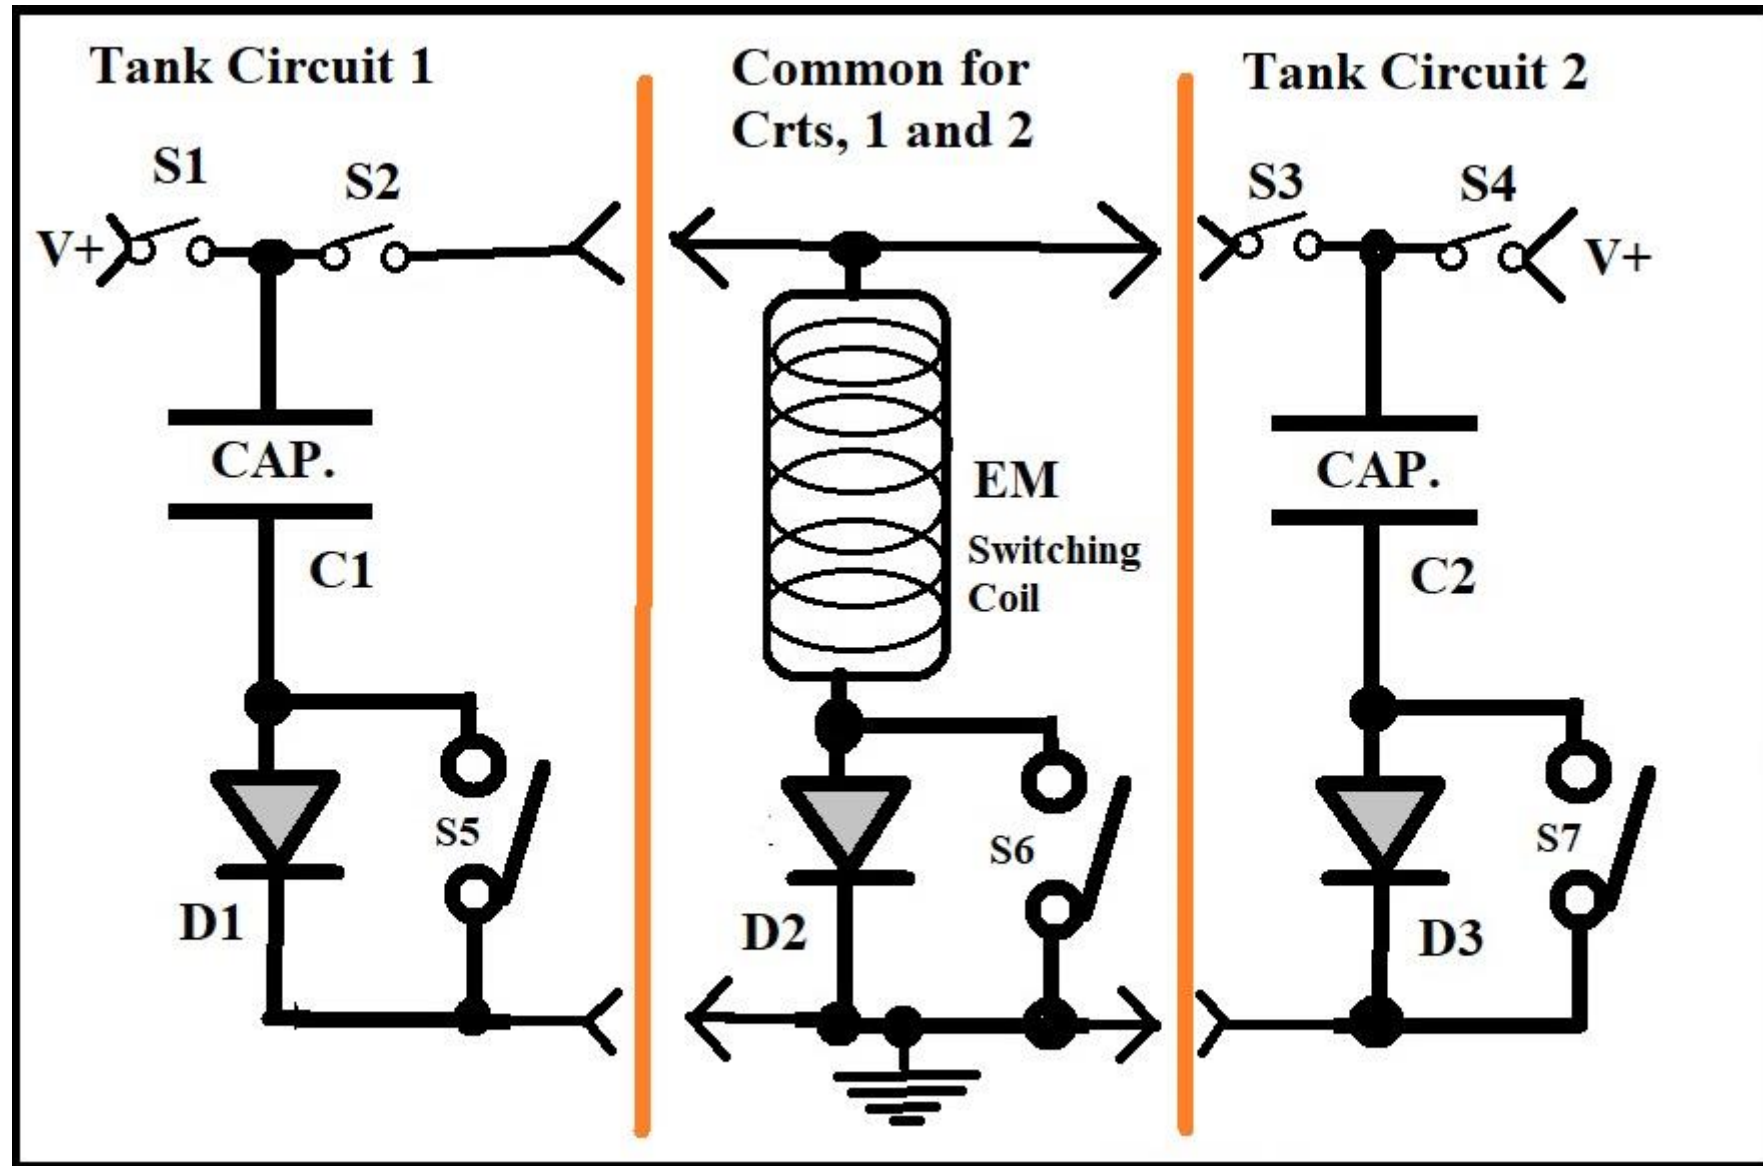 Tank Circuit 1
Common for
Crts, 1 and 2
Tank Circuit 2
S1
S2
S3
S4
V+
V+
CAP.
C1
EM
Switching
Coil
CAP.
C2
S5
D1
S6
D2
S7
D3